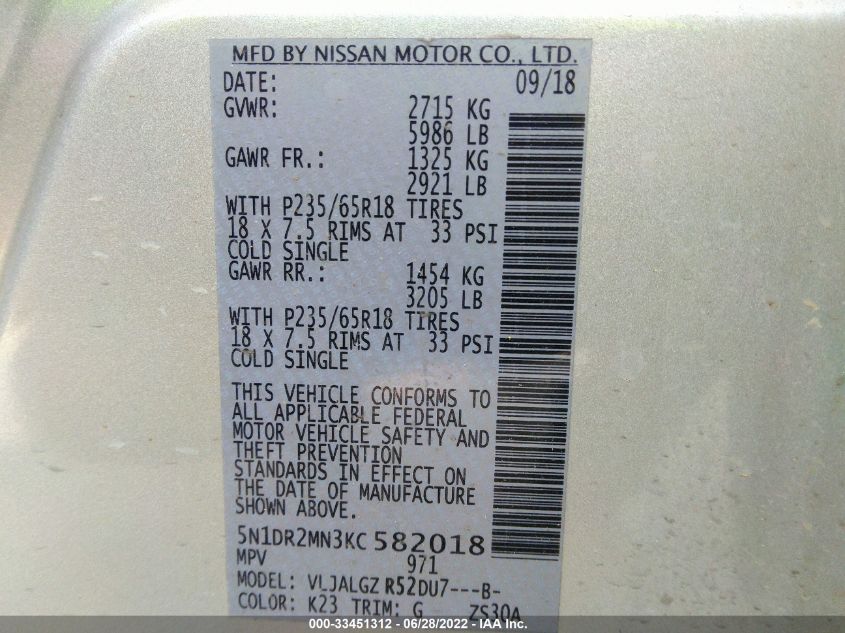 MFD BY NISSAN MOTOR CO., LTD.
DATE: 09/18
GVWR: 2715 KG
5986 LB
GAWR FR.: 1325 KG
2921 LB
WITH P235/65R18 TIRES
18 X 7.5 RIMS AT 33 PSI
COLD SINGLE
GAWR RR.: 1454 KG
3205 LB
WITH P235/65R18 TIRES
18 X 7.5 RIMS AT 33 PSI
COLD SINGLE
THIS VEHICLE CONFORMS TO
ALL APPLICABLE FEDERAL
MOTOR VEHICLE SAFETY AND
THEFT PREVENTION
STANDARDS IN EFFECT ON
THE DATE OF MANUFACTURE
SHOWN ABOVE.
5N1DR2MN3KC 582018
MPV 971
MODEL: VLJALGZ R52DU7---B-
COLOR: K23 TRIM: G ZS30A
000-33451312 - 06/28/2022 - IAA Inc.